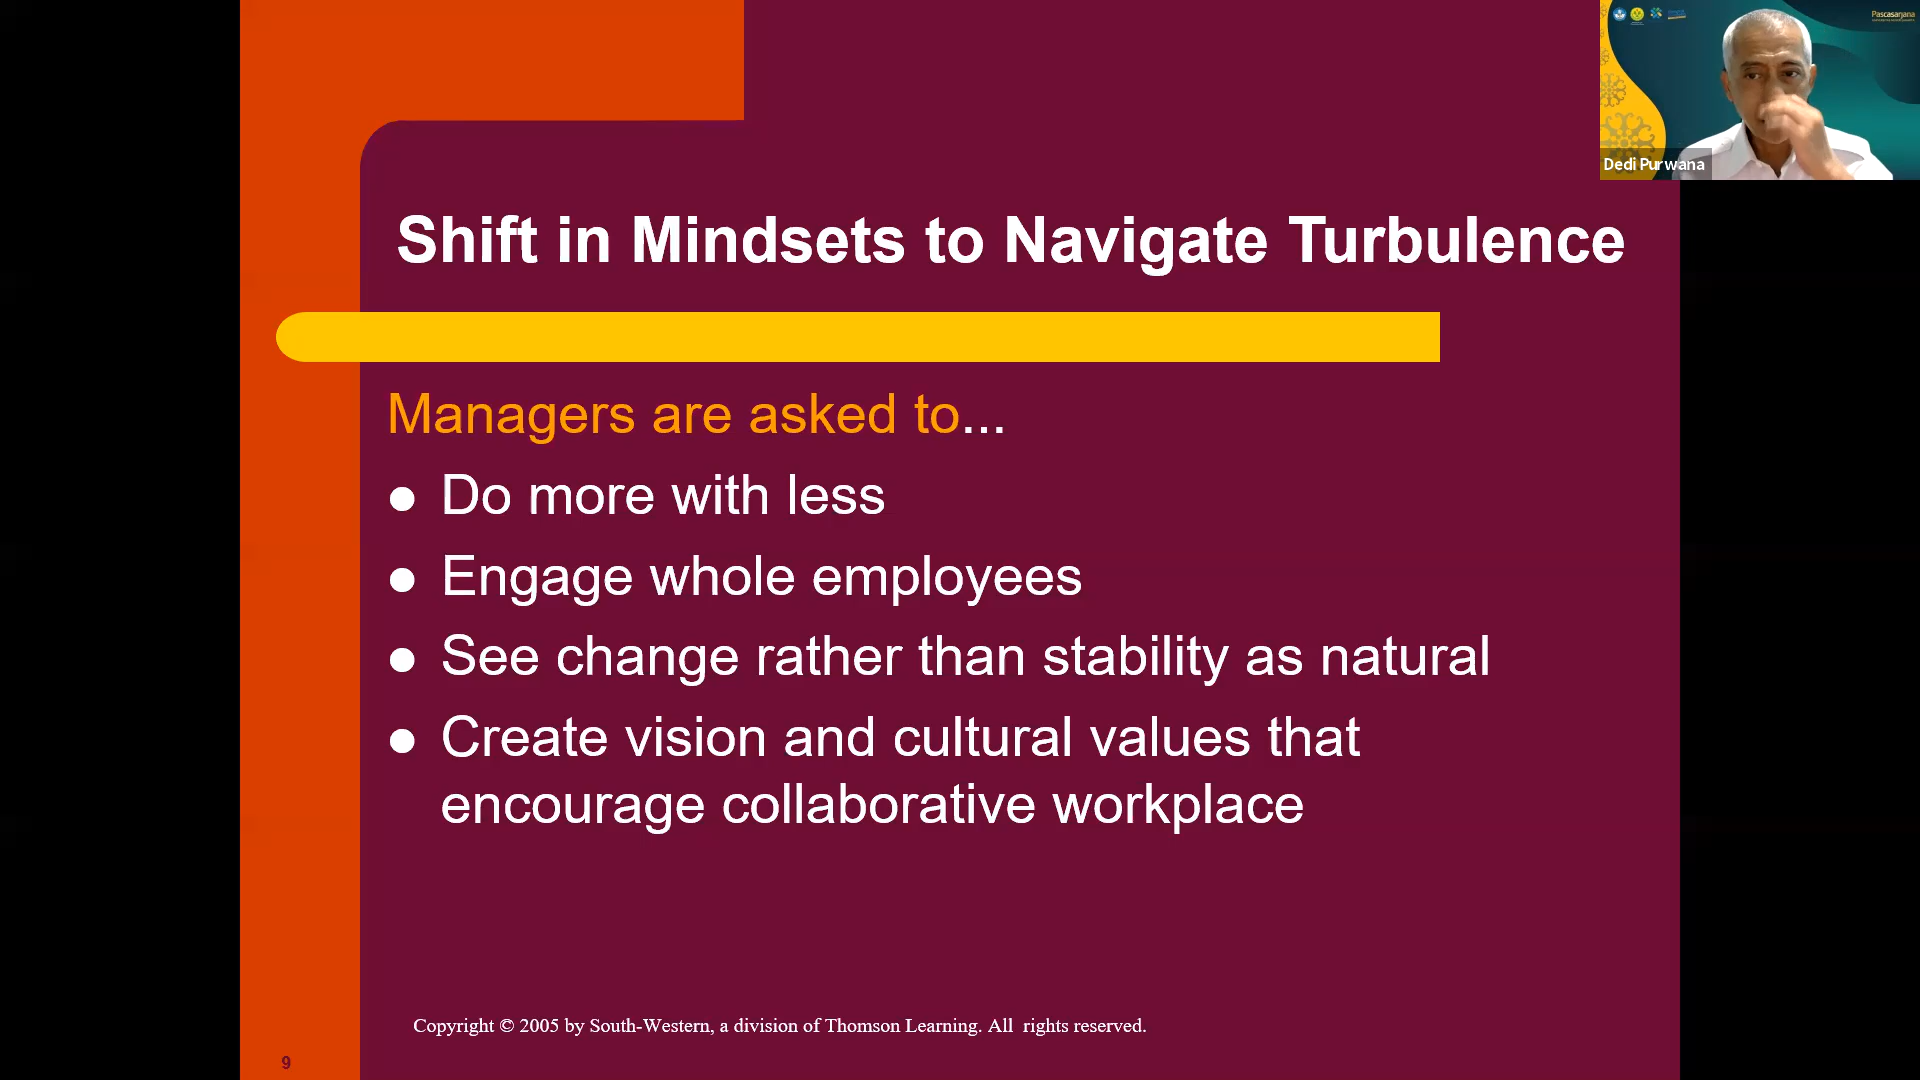 Pascasarjana
Dedi Purwana
Shift in Mindsets to Navigate Turbulence
Managers are asked to...
● Do more with less
● Engage whole employees
● See change rather than stability as natural
● Create vision and cultural values that
encourage collaborative workplace
Copyright © 2005 by South-Western, a division of Thomson Learning. All rights reserved.
9